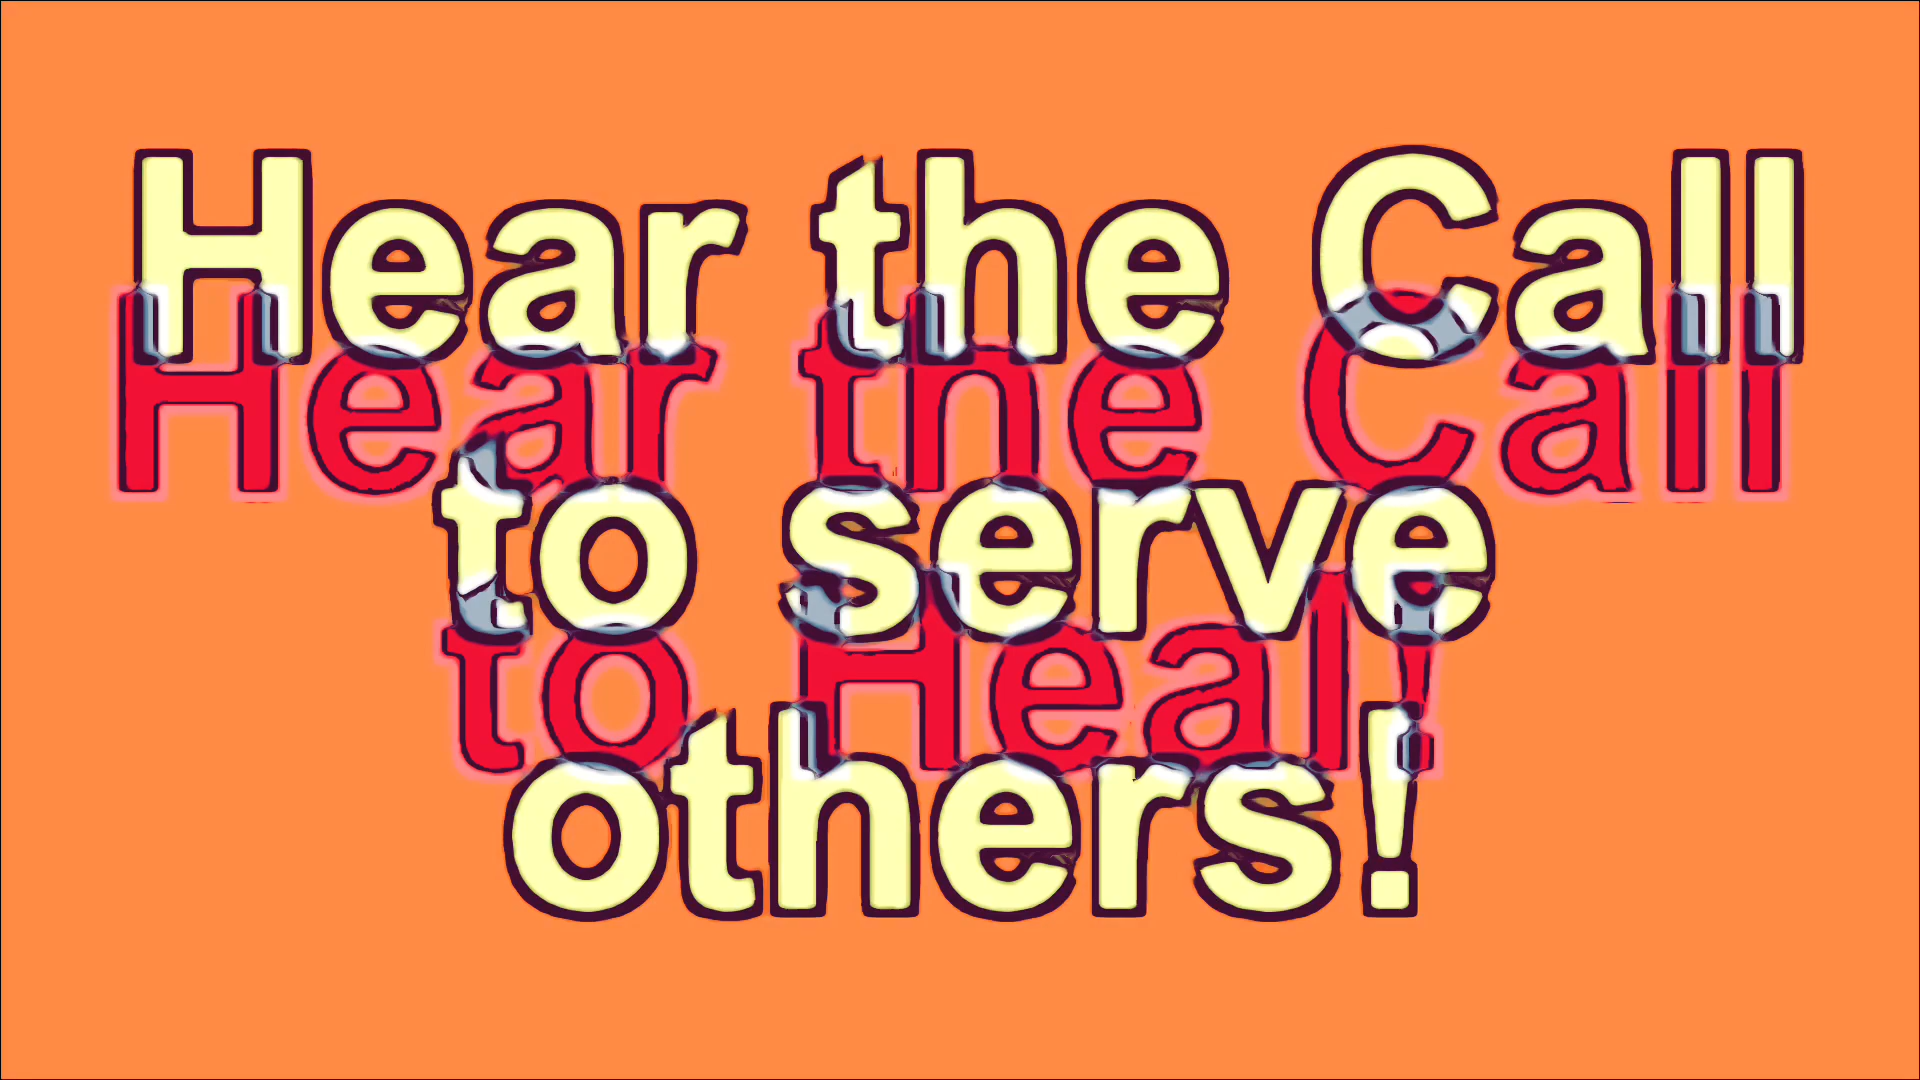 Hear the Call
Hear the Call
to serve
to Heal!
others!